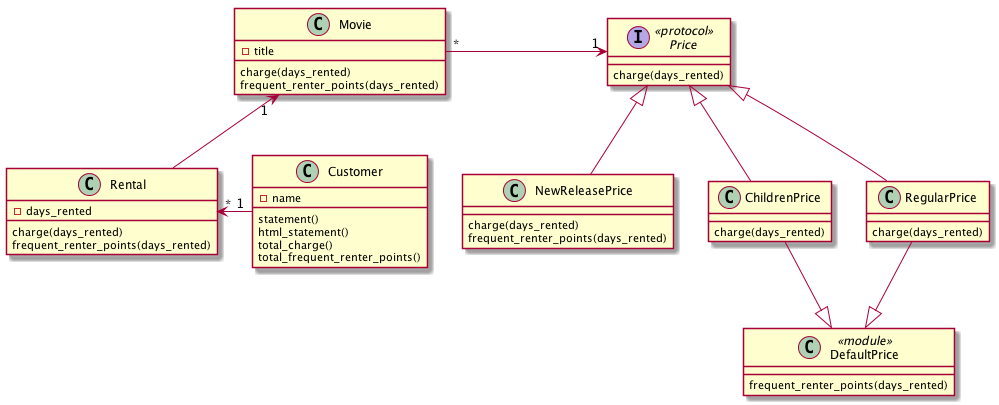 C Movie
title
charge(days_rented)
frequent_renter_points(days_rented)
* 1
I «protocol»
Price
charge(days_rented)
1
C Rental
days_rented
charge(days_rented)
frequent_renter_points(days_rented)
* 1
C Customer
name
statement()
html_statement()
total_charge()
total_frequent_renter_points()
C NewReleasePrice
charge(days_rented)
frequent_renter_points(days_rented)
C ChildrenPrice
charge(days_rented)
C RegularPrice
charge(days_rented)
C «module»
DefaultPrice
frequent_renter_points(days_rented)